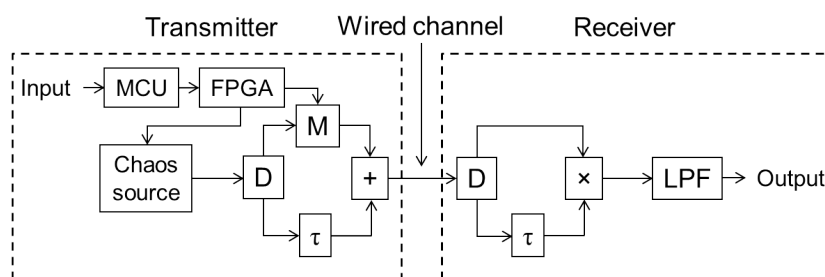 Transmitter
Wired channel
Receiver
Input
MCU
FPGA
M
Chaos
source
D
+
τ
D
×
τ
LPF
Output